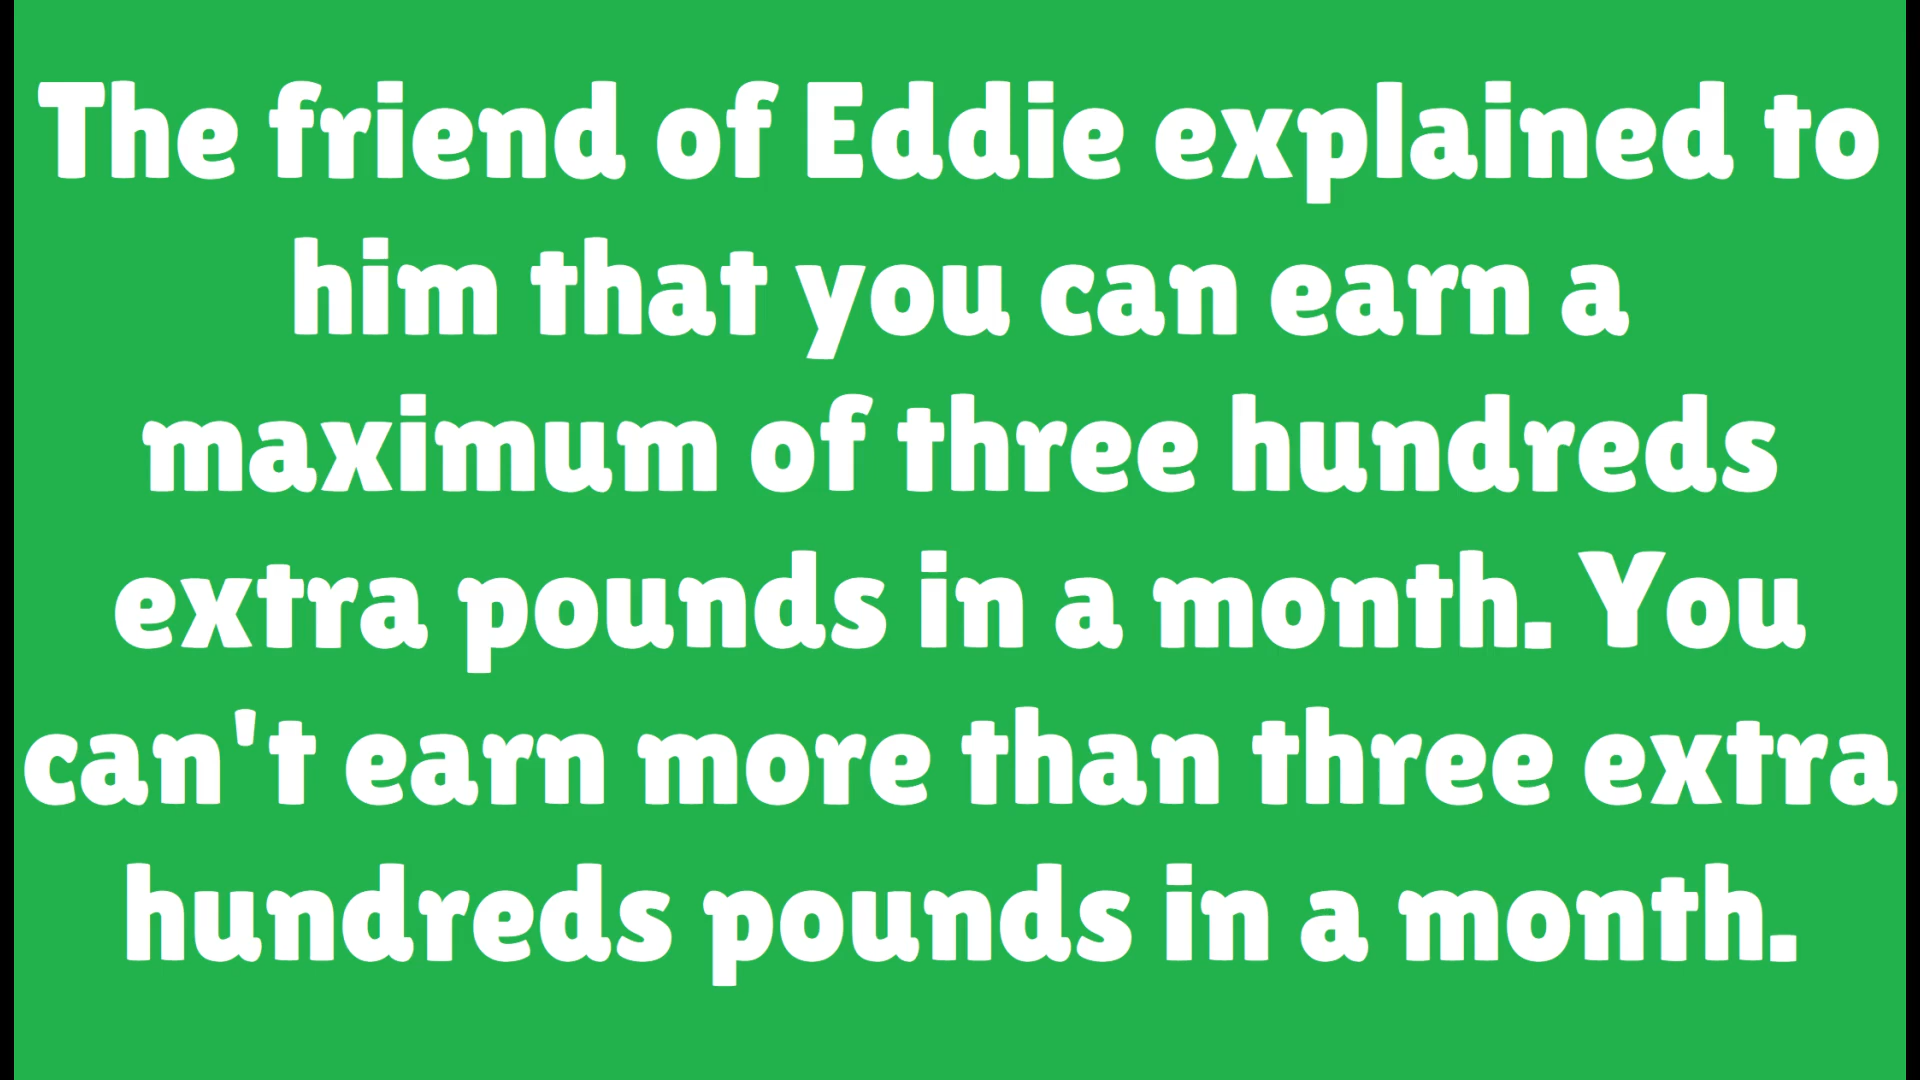 The friend of Eddie explained to
him that you can earn a
maximum of three hundreds
extra pounds in a month. You
can't earn more than three extra
hundreds pounds in a month.